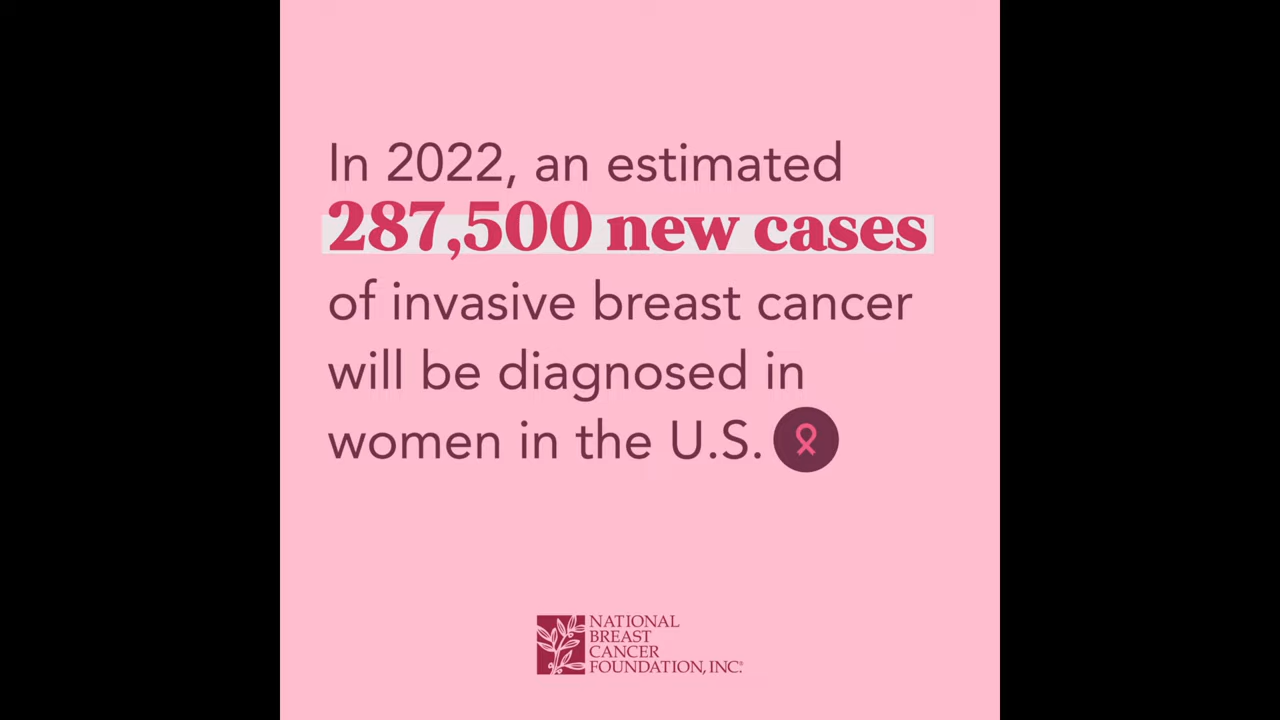 In 2022, an estimated
287,500 new cases
of invasive breast cancer
will be diagnosed in
women in the U.S.
NATIONAL
BREAST
CANCER
FOUNDATION, INC.®